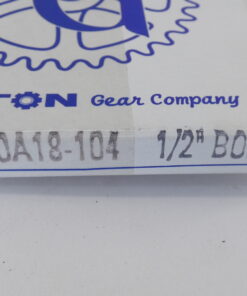 TON Gear Company
0A18-104 1/2" BO